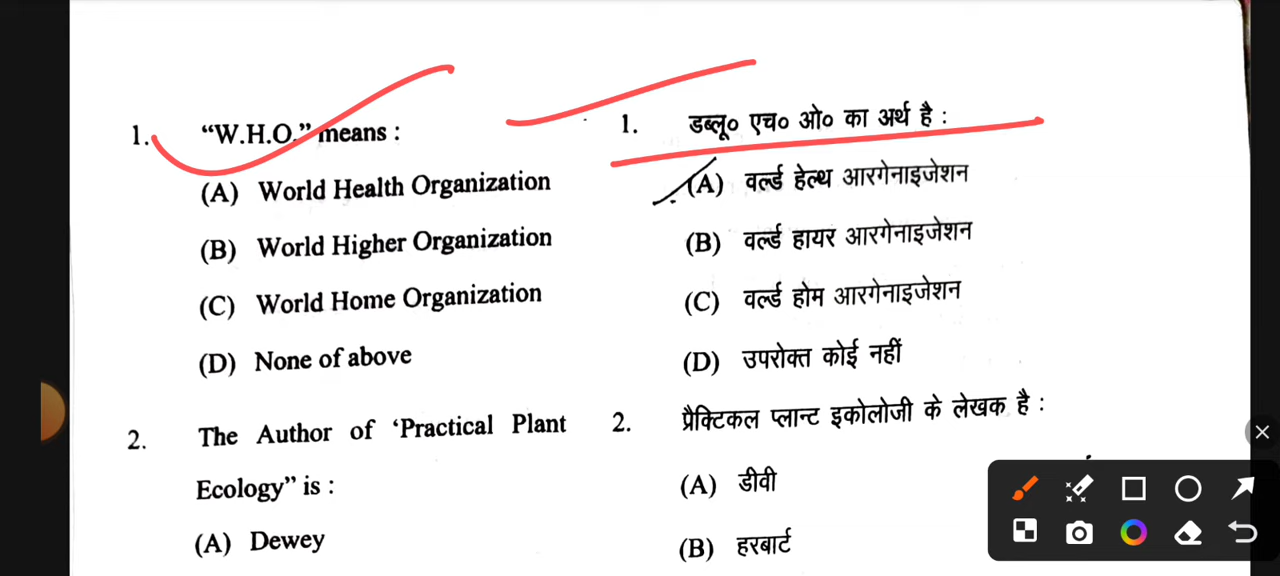 1. “W.H.O.” means :
(A) World Health Organization
(B) World Higher Organization
(C) World Home Organization
(D) None of above
2. The Author of ‘Practical Plant
Ecology” is :
(A) Dewey
1. डब्लू० एच० ओ० का अर्थ है :
(A) वर्ल्ड हेल्थ आरगेनाइजेशन
(B) वर्ल्ड हायर आरगेनाइजेशन
(C) वर्ल्ड होम आरगेनाइजेशन
(D) उपरोक्त कोई नहीं
2. प्रैक्टिकल प्लान्ट इकोलोजी के लेखक है :
(A) डीवी
(B) हरबार्ट